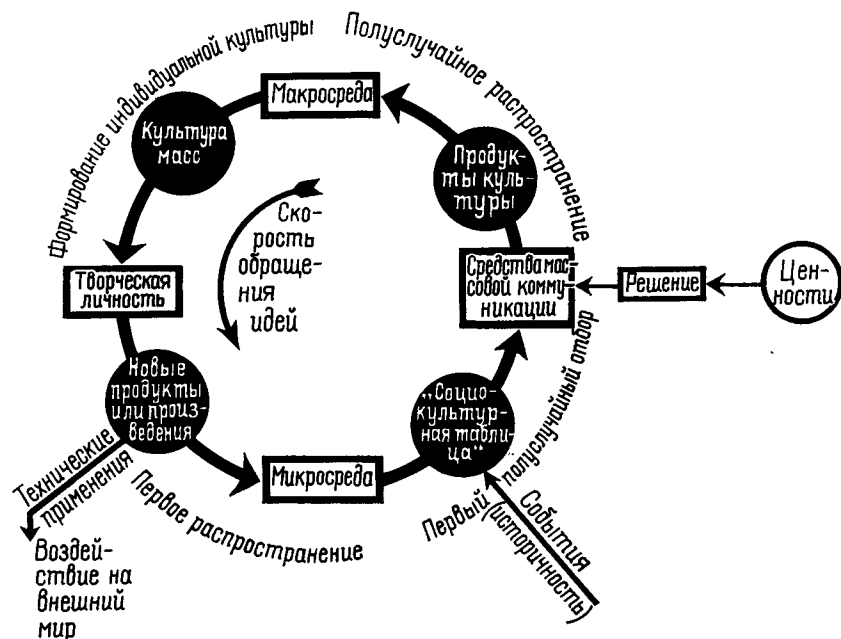 Формирование индивидуальной культуры
Полуслучайное распространение
Макросреда
Культура
масс
Продук-
ты куль-
туры
Ско-
рость
обраще-
ния
идей
Творческая
личность
Средства мас-
совой комму-
никации
Решение
Цен-
ности
Новые
продукты
или произ-
ведения
„Социо-
культур-
ная табли-
ца“
Микросреда
Первое распространение
Первый полуслучайный отбор
Технические
применения
События
(историчность)
Воздей-
ствие на
внешний
мир